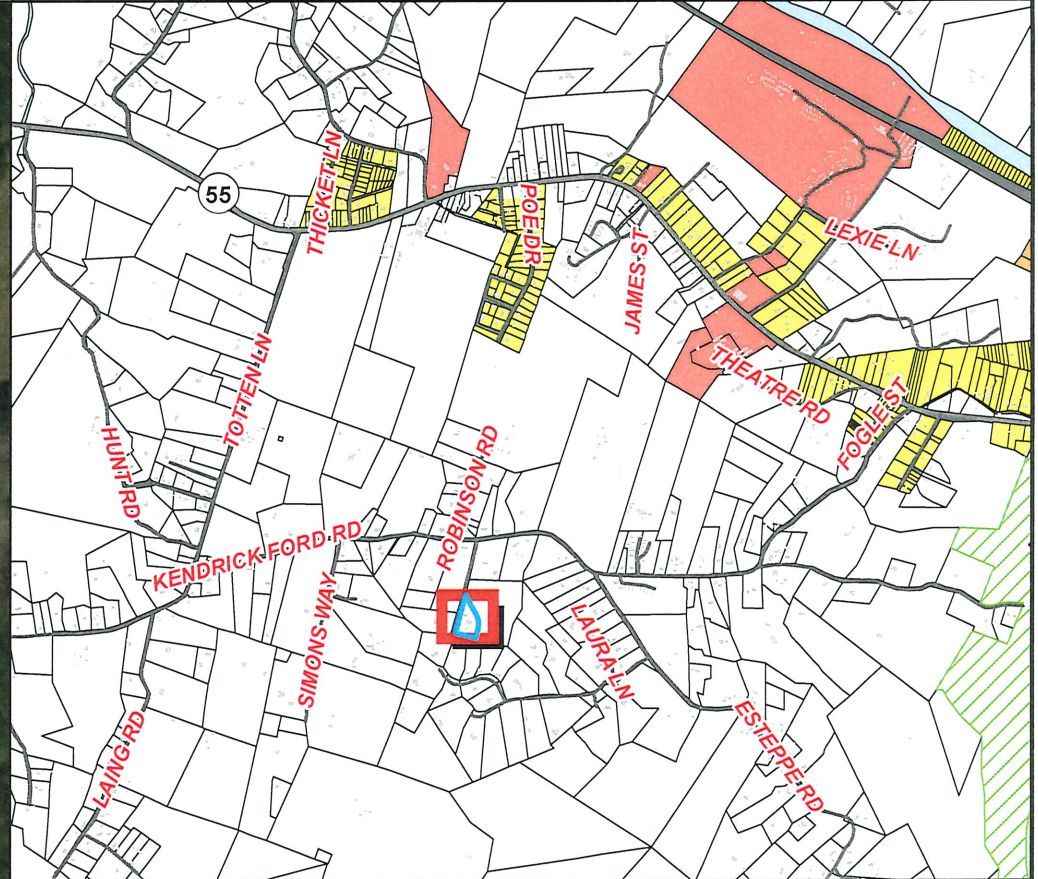 55
THICKET LN
POE DR
JAMES ST
LEXIE LN
TOTTEN LN
THEATRE RD
FOGLE ST
HUNT RD
ROBINSON RD
KENDRICK FORD RD
SIMONS WAY
LAURA LN
LAING RD
ESTEPPE RD